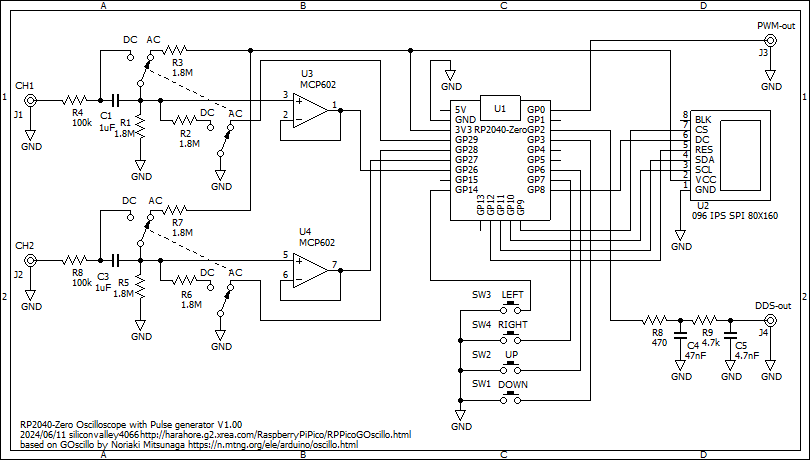 A B C D
DC AC
PWM-out
R3
1.8M
J3
U3
MCP602
GND GND
CH1
1 1
3
1
2
J1
R4
100k
C1
1uF
R1
1.8M
R2
1.8M
DC AC
GND
GND
GND
5V
GND
3V3
GP29
GP28
GP27
GP26
GP15
GP14
U1
RP2040-Zero
GP0
GP1
GP2
GP3
GP4
GP5
GP6
GP7
GP8
GP13
GP12
GP11
GP10
GP9
8 BLK
7 CS
6 DC
5 RES
4 SDA
3 SCL
2 VCC
1 GND
U2
096 IPS SPI 80X160
GND
DC AC
R7
1.8M
U4
MCP602
CH2
5
7
6
J2
R8
100k
C3
1uF
R5
1.8M
R6
1.8M
DC AC
GND
GND
GND
2 2
SW3 LEFT
SW4 RIGHT
SW2 UP
SW1 DOWN
GND
DDS-out
R8
470
C4
47nF
R9
4.7k
C5
4.7nF
J4
GND GND GND
RP2040-Zero Oscilloscope with Pulse generator V1.00
2024/06/11 siliconvalley4066 http://harahore.g2.xrea.com/RaspberryPiPico/RPPicoGOscillo.html
based on GOscillo by Noriaki Mitsunaga https://n.mtng.org/ele/arduino/oscillo.html
A B C D